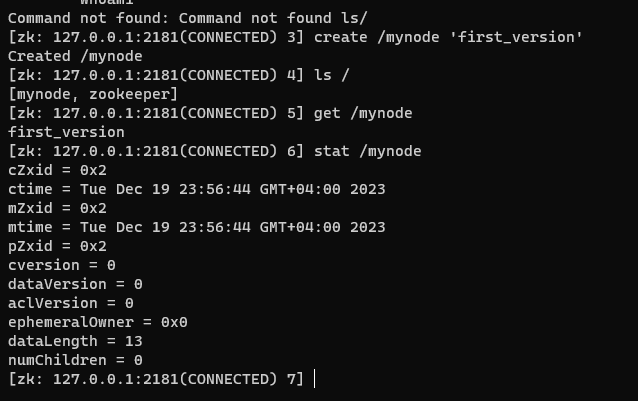 whoami
Command not found: Command not found ls/
[zk: 127.0.0.1:2181(CONNECTED) 3] create /mynode 'first_version'
Created /mynode
[zk: 127.0.0.1:2181(CONNECTED) 4] ls /
[mynode, zookeeper]
[zk: 127.0.0.1:2181(CONNECTED) 5] get /mynode
first_version
[zk: 127.0.0.1:2181(CONNECTED) 6] stat /mynode
cZxid = 0x2
ctime = Tue Dec 19 23:56:44 GMT+04:00 2023
mZxid = 0x2
mtime = Tue Dec 19 23:56:44 GMT+04:00 2023
pZxid = 0x2
cversion = 0
dataVersion = 0
aclVersion = 0
ephemeralOwner = 0x0
dataLength = 13
numChildren = 0
[zk: 127.0.0.1:2181(CONNECTED) 7]